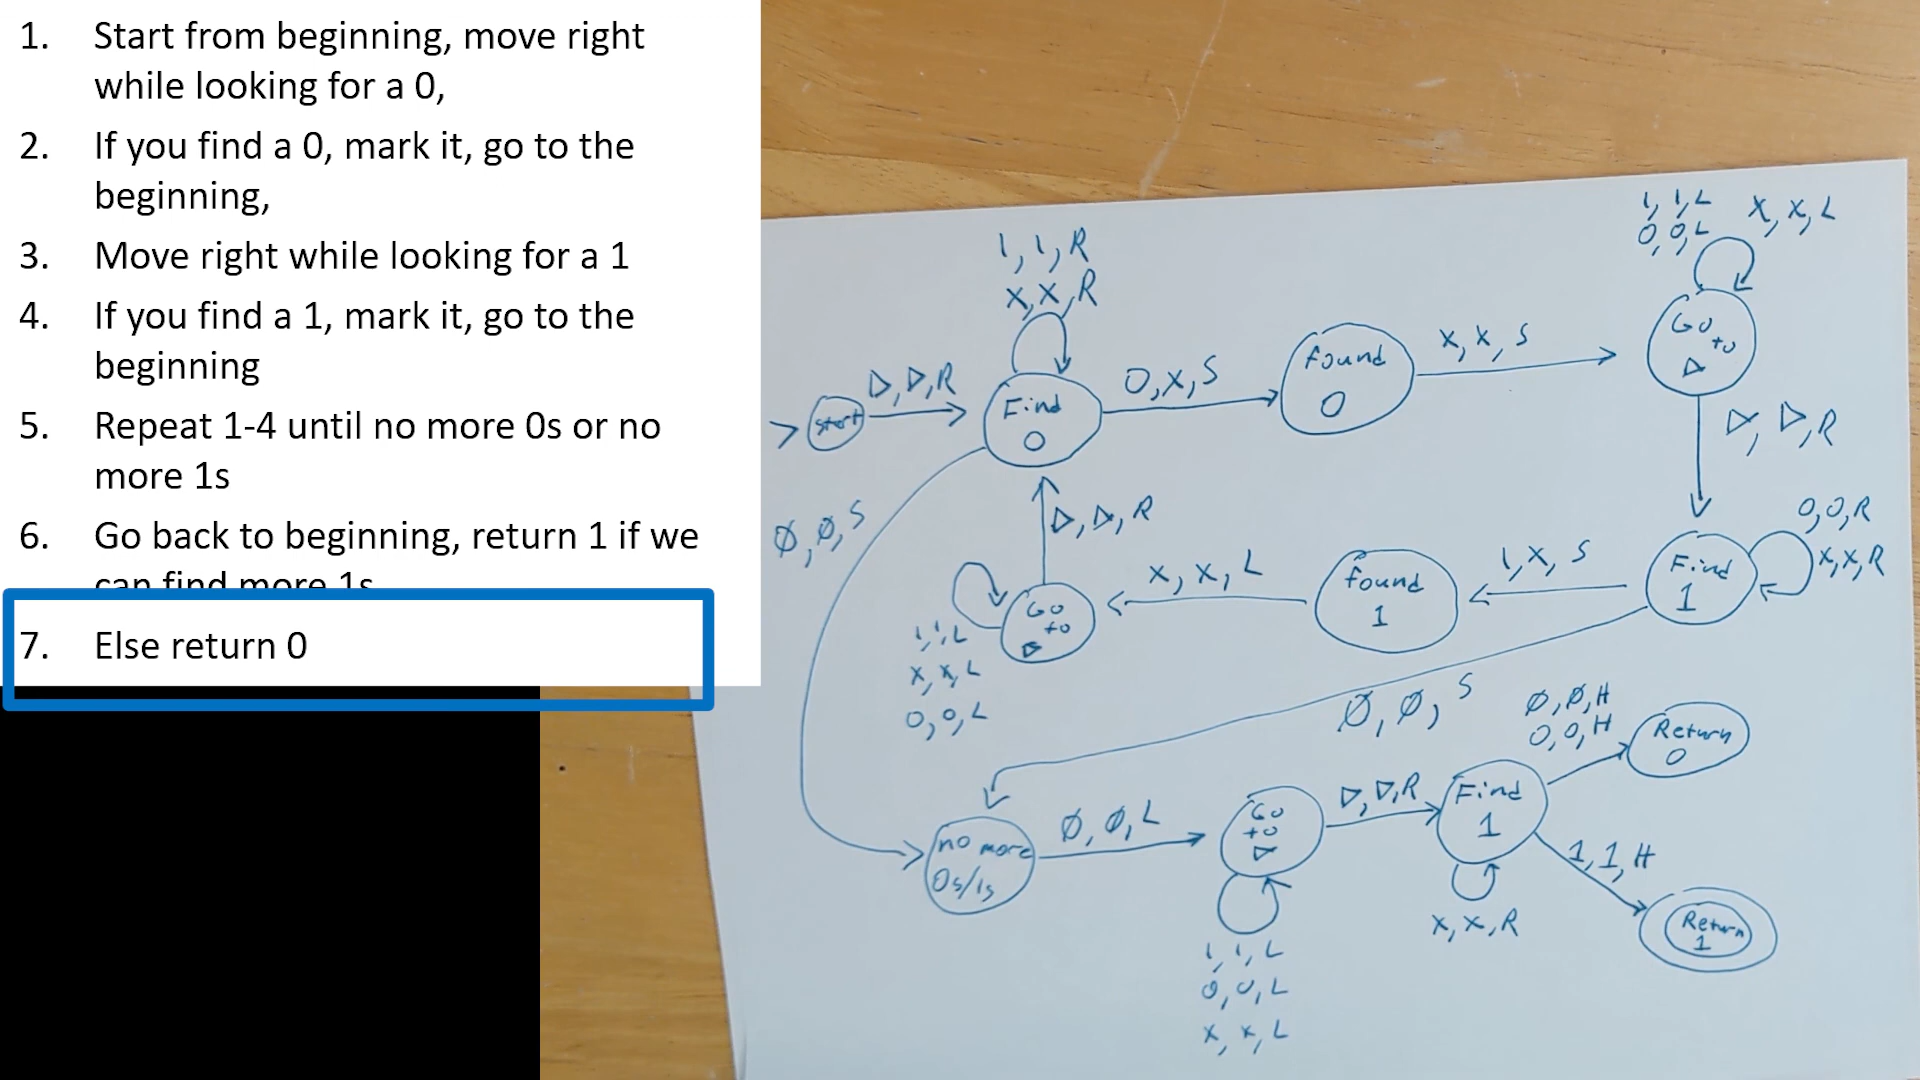 1. Start from beginning, move right
while looking for a 0,
2. If you find a 0, mark it, go to the
beginning,
3. Move right while looking for a 1
4. If you find a 1, mark it, go to the
beginning
5. Repeat 1-4 until no more 0s or no
more 1s
6. Go back to beginning, return 1 if we
can find more 1s
7. Else return 0
1, 1, R
x, x, R
> start
▷, ▷, R
Find
0
0, x, S
found
0
x, x, S
1, 1, L
0, 0, L
x, x, L
Go
to
▷
▷, ▷, R
Find
1
0, 0, R
x, x, R
1, x, S
found
1
x, x, L
Go
to
▷
1, 1, L
x, x, L
0, 0, L
▷, ▷, R
Ø, Ø, S
Ø, Ø, S
no more
0s/1s
Ø, Ø, L
Go
to
▷
1, 1, L
0, 0, L
x, x, L
▷, ▷, R
Find
1
x, x, R
Ø, Ø, H
0, 0, H
Return
0
1, 1, H
Return
1